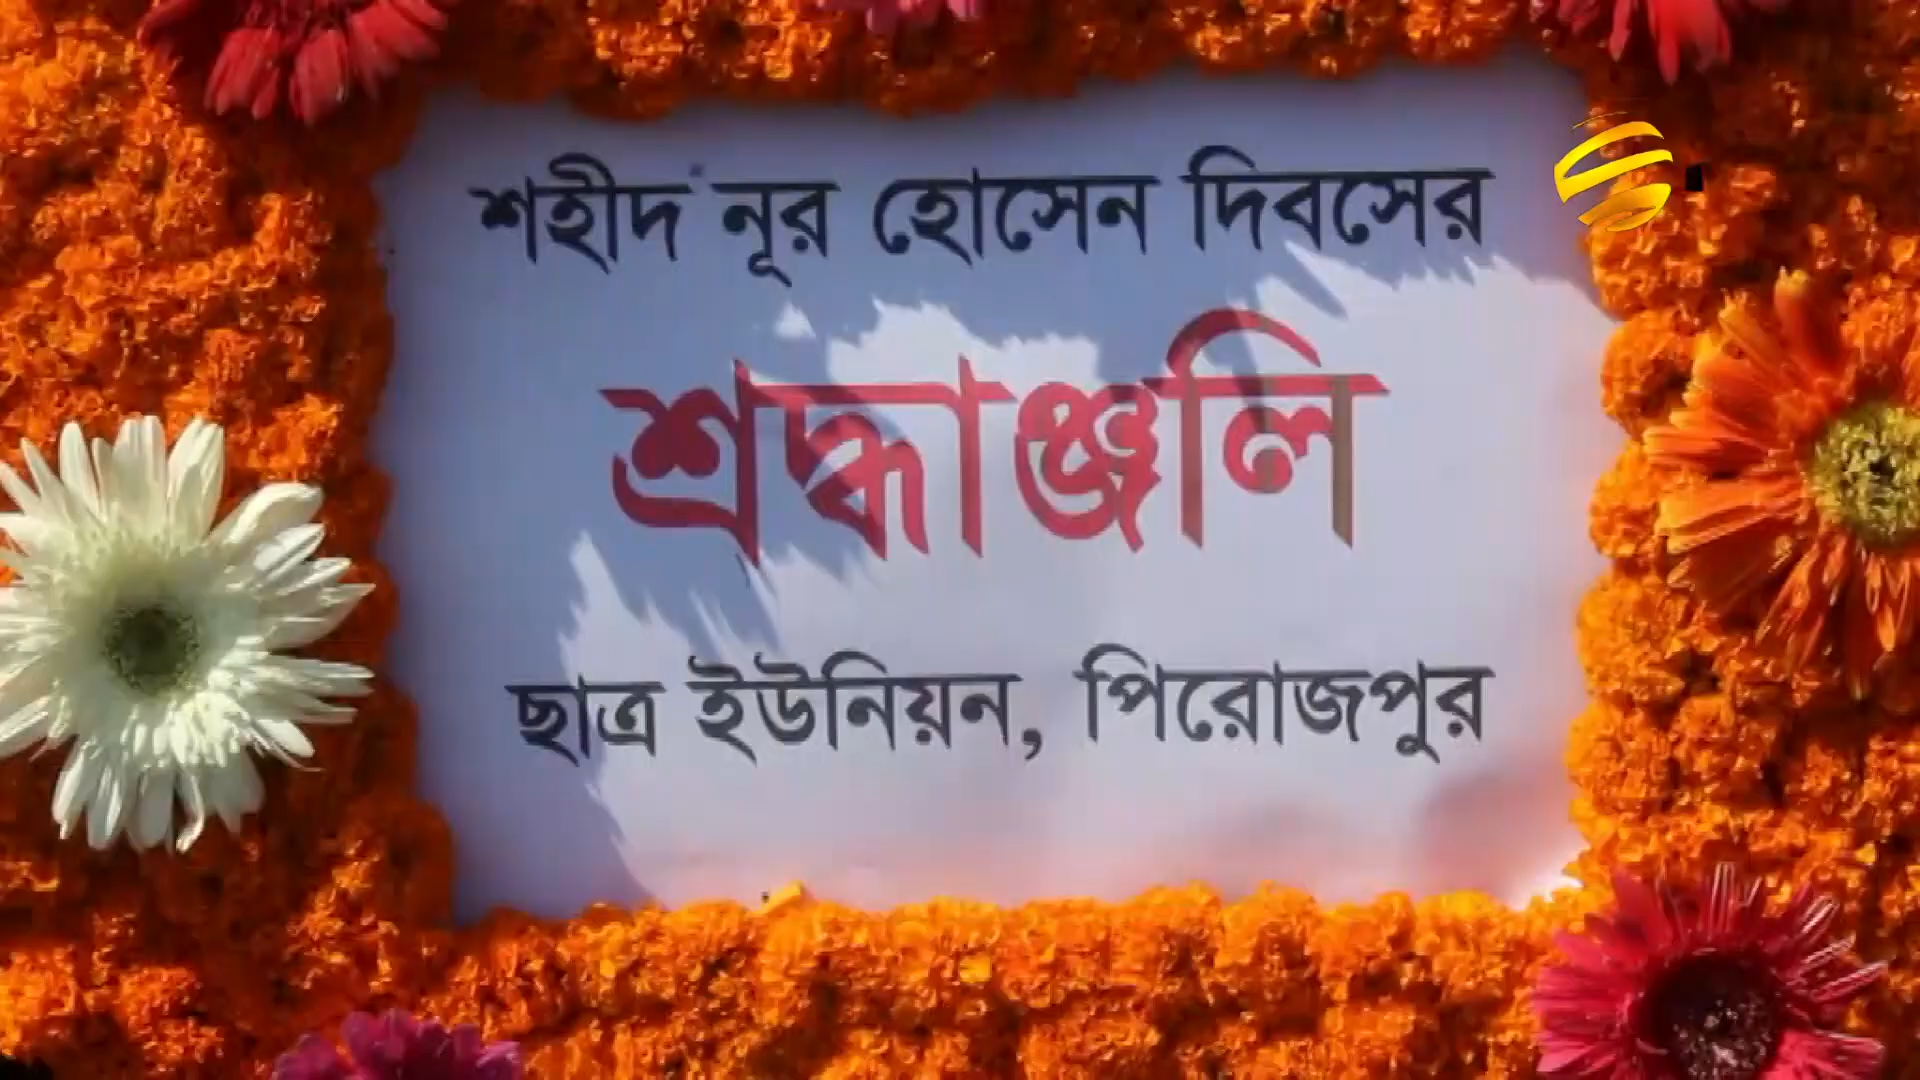 শহীদ নূর হোসেন দিবসের
শ্রদ্ধাঞ্জলি
ছাত্র ইউনিয়ন, পিরোজপুর